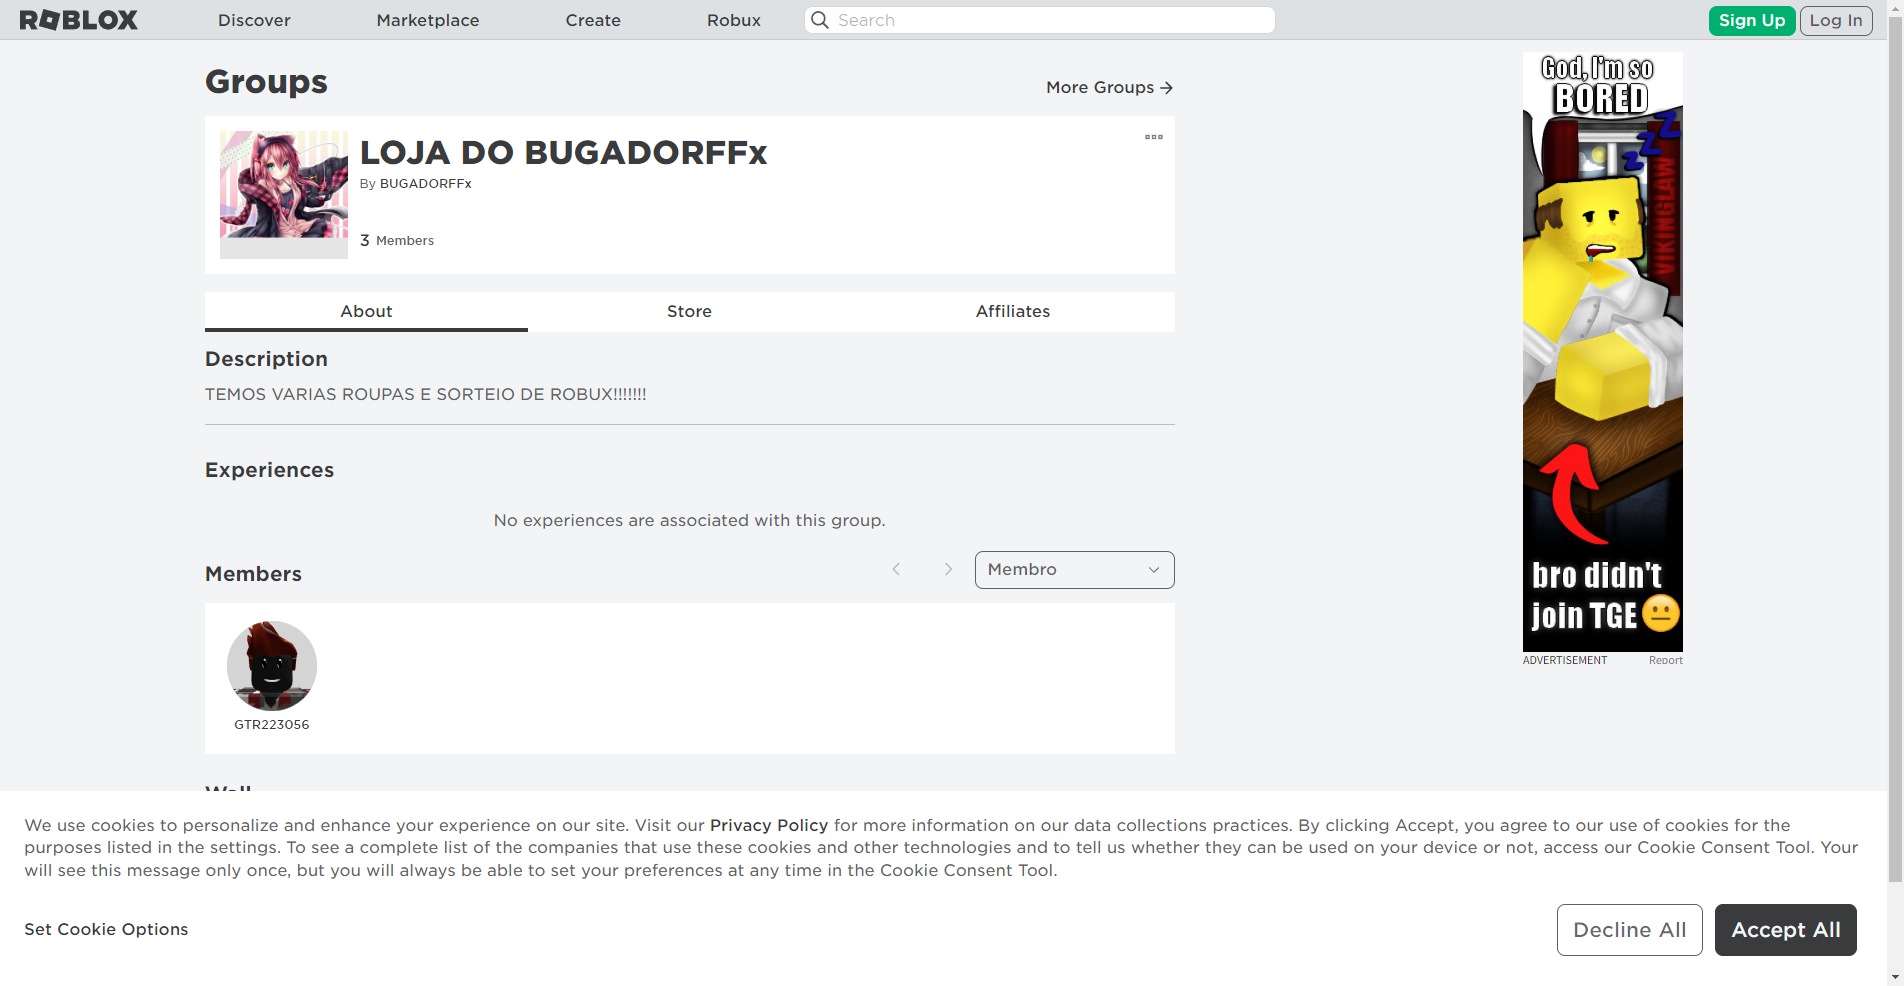 ROBLOX
Discover
Marketplace
Create
Robux
Search
Sign Up
Log In
Groups
More Groups
LOJA DO BUGADORFFx
By BUGADORFFx
3 Members
About
Store
Affiliates
Description
TEMOS VARIAS ROUPAS E SORTEIO DE ROBUX!!!!!!!
Experiences
No experiences are associated with this group.
Members
Membro
GTR223056
Wall
God, I'm so
BORED
zzZ
VIKINGLAW
bro didn't
join TGE
ADVERTISEMENT
Report
We use cookies to personalize and enhance your experience on our site. Visit our Privacy Policy for more information on our data collections practices. By clicking Accept, you agree to our use of cookies for the
purposes listed in the settings. To see a complete list of the companies that use these cookies and other technologies and to tell us whether they can be used on your device or not, access our Cookie Consent Tool. Your
will see this message only once, but you will always be able to set your preferences at any time in the Cookie Consent Tool.
Set Cookie Options
Decline All
Accept All